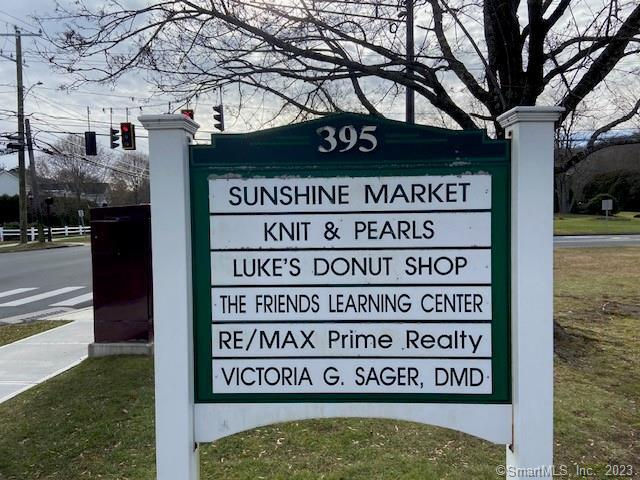 395
SUNSHINE MARKET
KNIT & PEARLS
LUKE'S DONUT SHOP
THE FRIENDS LEARNING CENTER
RE/MAX Prime Realty
VICTORIA G. SAGER, DMD
©SmartMLS, Inc. 2023